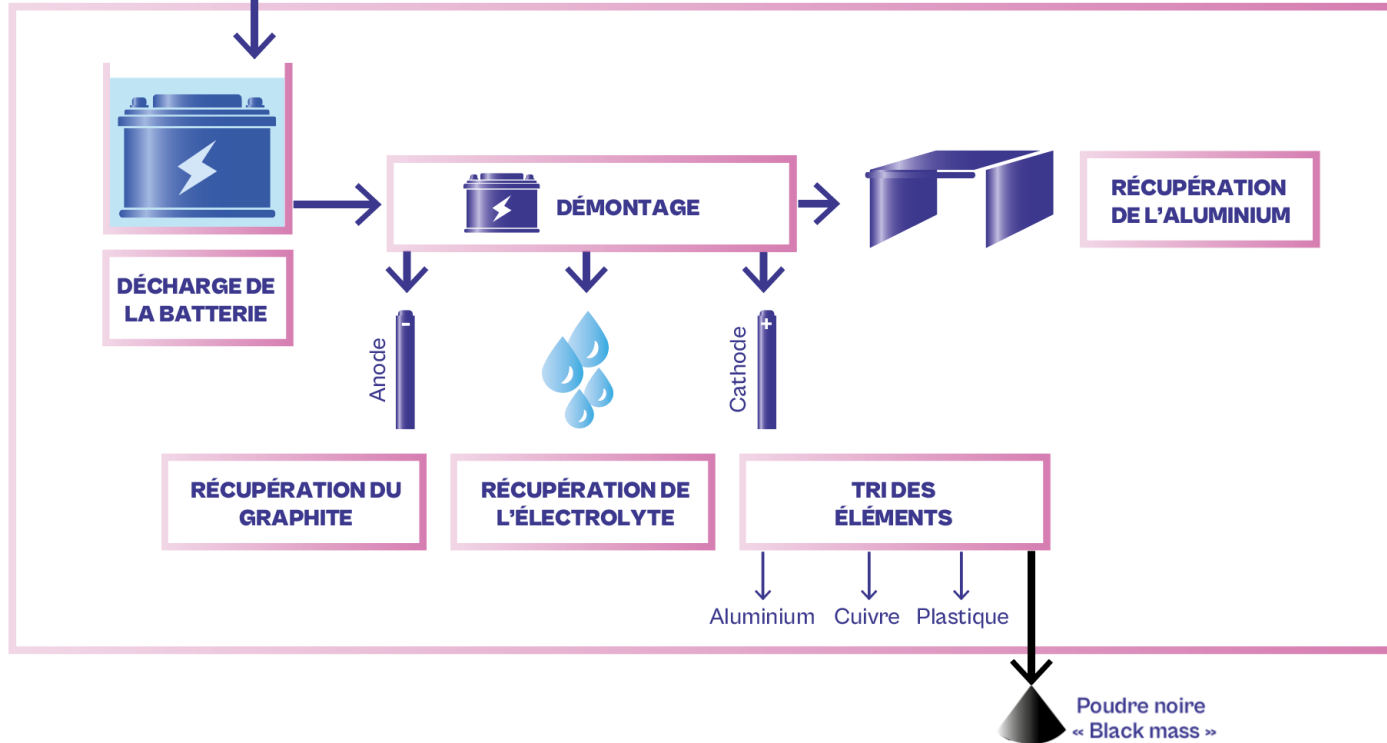 DÉMONTAGE
RÉCUPÉRATION
DE L’ALUMINIUM
DÉCHARGE DE
LA BATTERIE
Anode
-
Cathode
+
RÉCUPÉRATION DU
GRAPHITE
RÉCUPÉRATION DE
L’ÉLECTROLYTE
TRI DES
ÉLÉMENTS
Aluminium
Cuivre
Plastique
Poudre noire
« Black mass »